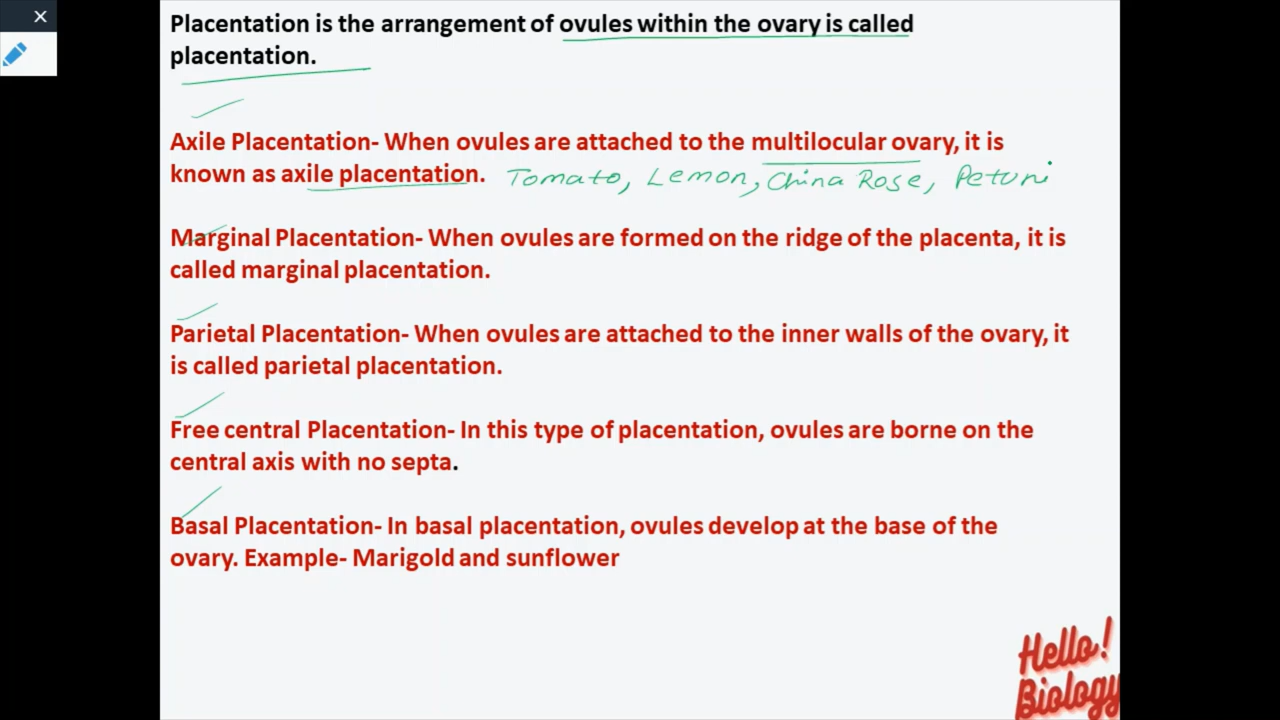 Placentation is the arrangement of ovules within the ovary is called
placentation.
Axile Placentation- When ovules are attached to the multilocular ovary, it is
known as axile placentation. Tomato, Lemon, China Rose, Petuni
Marginal Placentation- When ovules are formed on the ridge of the placenta, it is
called marginal placentation.
Parietal Placentation- When ovules are attached to the inner walls of the ovary, it
is called parietal placentation.
Free central Placentation- In this type of placentation, ovules are borne on the
central axis with no septa.
Basal Placentation- In basal placentation, ovules develop at the base of the
ovary. Example- Marigold and sunflower
Hello!
Biology